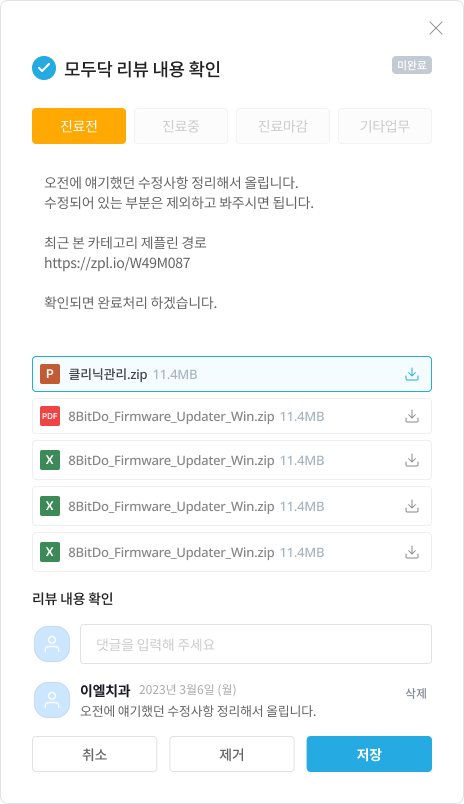 모두닥 리뷰 내용 확인
미완료
진료전
진료중
진료마감
기타업무
오전에 얘기했던 수정사항 정리해서 올립니다.
수정되어 있는 부분은 제외하고 봐주시면 됩니다.
최근 본 카테고리 제플린 경로
https://zpl.io/W49M087
확인되면 완료처리 하겠습니다.
P 클리닉관리.zip 11.4MB
PDF 8BitDo_Firmware_Updater_Win.zip 11.4MB
X 8BitDo_Firmware_Updater_Win.zip 11.4MB
X 8BitDo_Firmware_Updater_Win.zip 11.4MB
X 8BitDo_Firmware_Updater_Win.zip 11.4MB
리뷰 내용 확인
댓글을 입력해 주세요
이엘치과 2023년 3월6일 (월)
삭제
오전에 얘기했던 수정사항 정리해서 올립니다.
취소
제거
저장